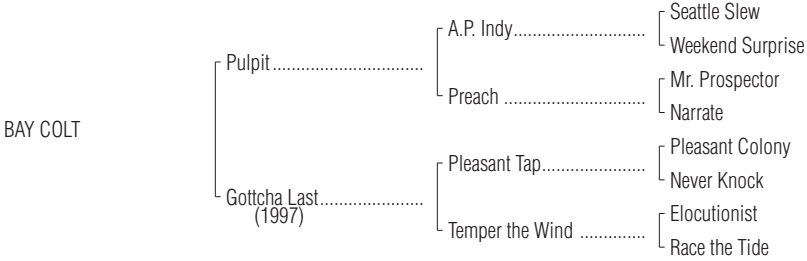 Seattle Slew
A.P. Indy..............................
Weekend Surprise
Pulpit..................................
Mr. Prospector
Preach ................................
Narrate
BAY COLT
Pleasant Colony
Pleasant Tap.......................
Never Knock
Gottcha Last.......................
(1997)
Elocutionist
Temper the Wind ..............
Race the Tide